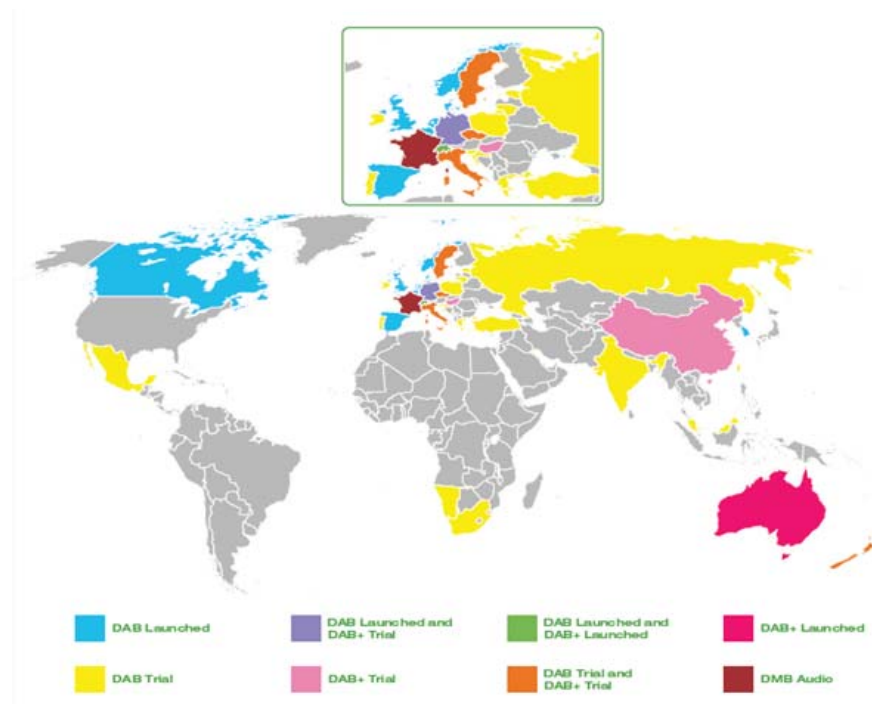 DAB Launched
DAB Launched and
DAB+ Trial
DAB Launched and
DAB+ Launched
DAB+ Launched
DAB Trial
DAB+ Trial
DAB Trial and
DAB+ Trial
DMB Audio